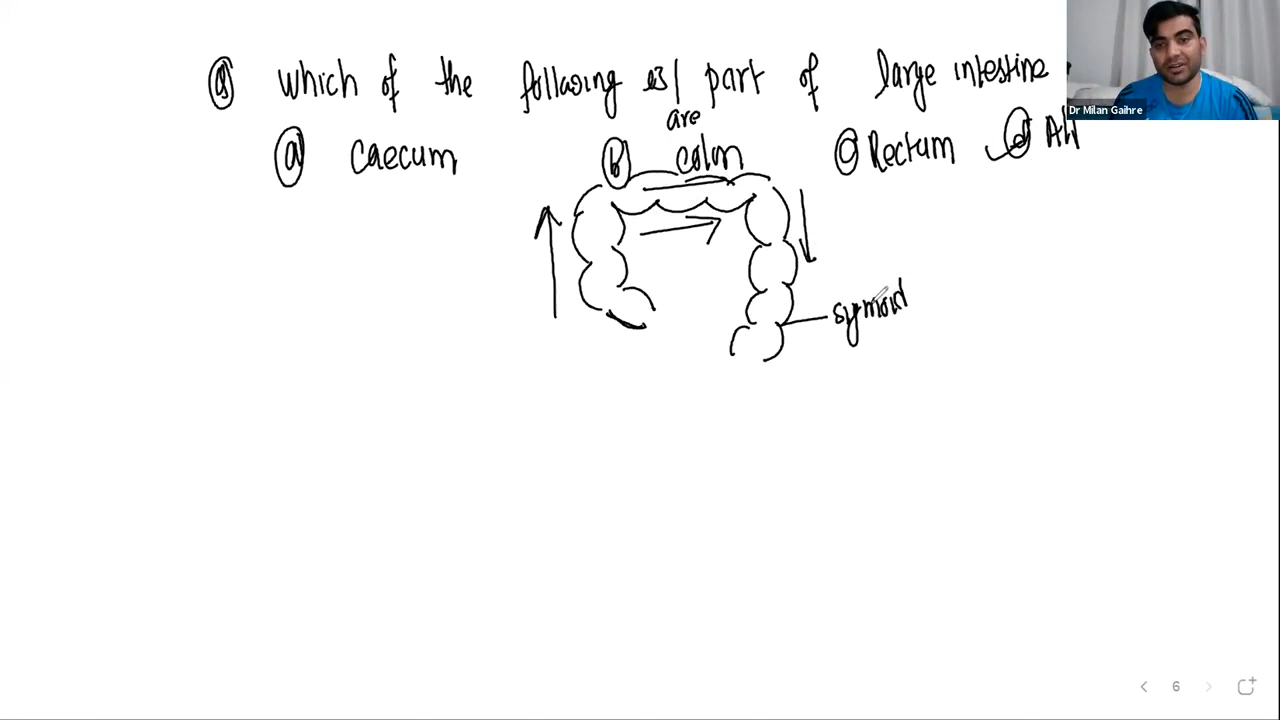 Q Which of the following is/ part of large intestine
are
a caecum b colon c Rectum d All
symoid
Dr Milan Gaihre
6